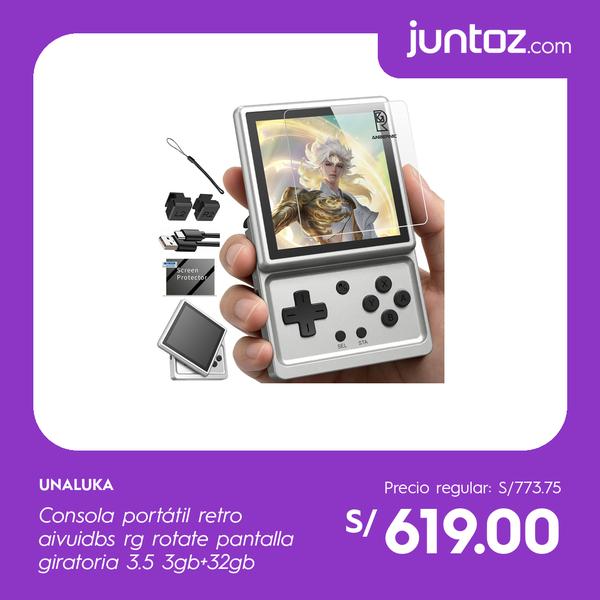 juntoz.com
ANBERNIC
Screen
Protector
X
Y
A
B
SEL
STA
UNALUKA
Consola portátil retro
aivuidbs rg rotate pantalla
giratoria 3.5 3gb+32gb
Precio regular: S/773.75
S/619.00